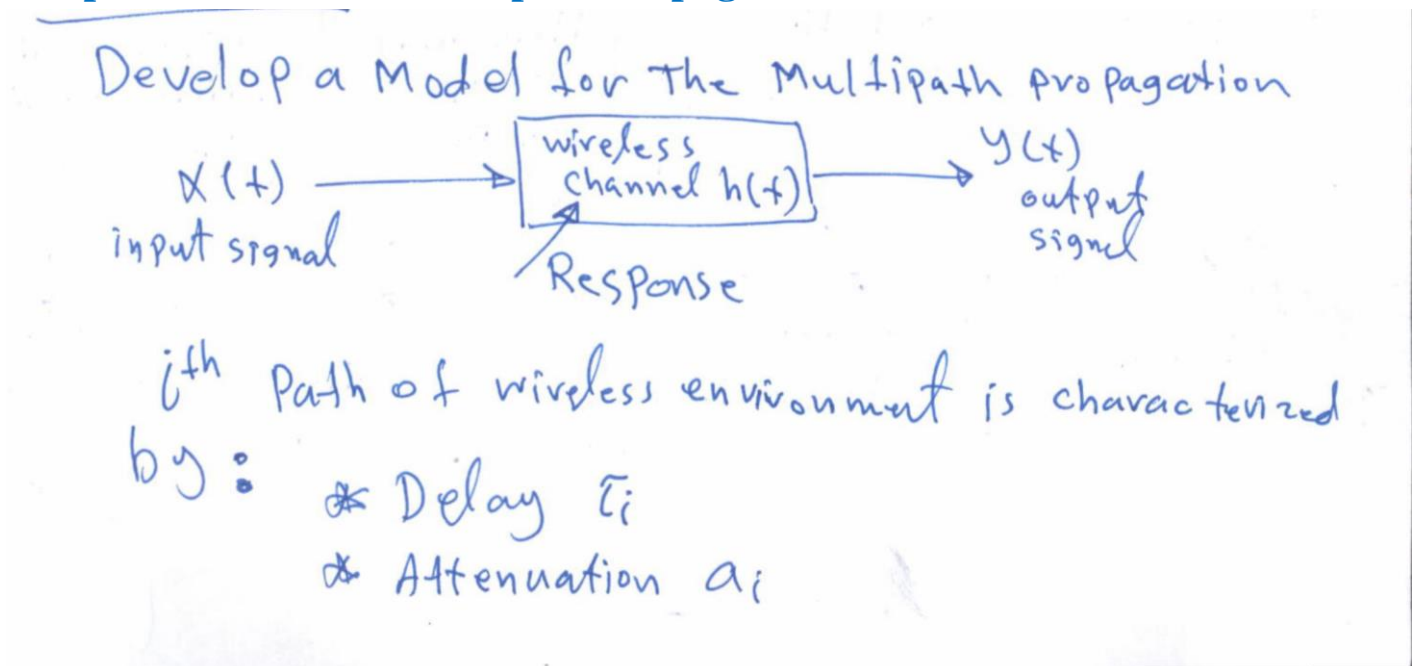 Develop a Model for The Multipath propagation
x(t) wireless channel h(t) y(t)
input signal output signal
Response
ith Path of wireless environment is characterized
by:
* Delay τi
* Attenuation ai